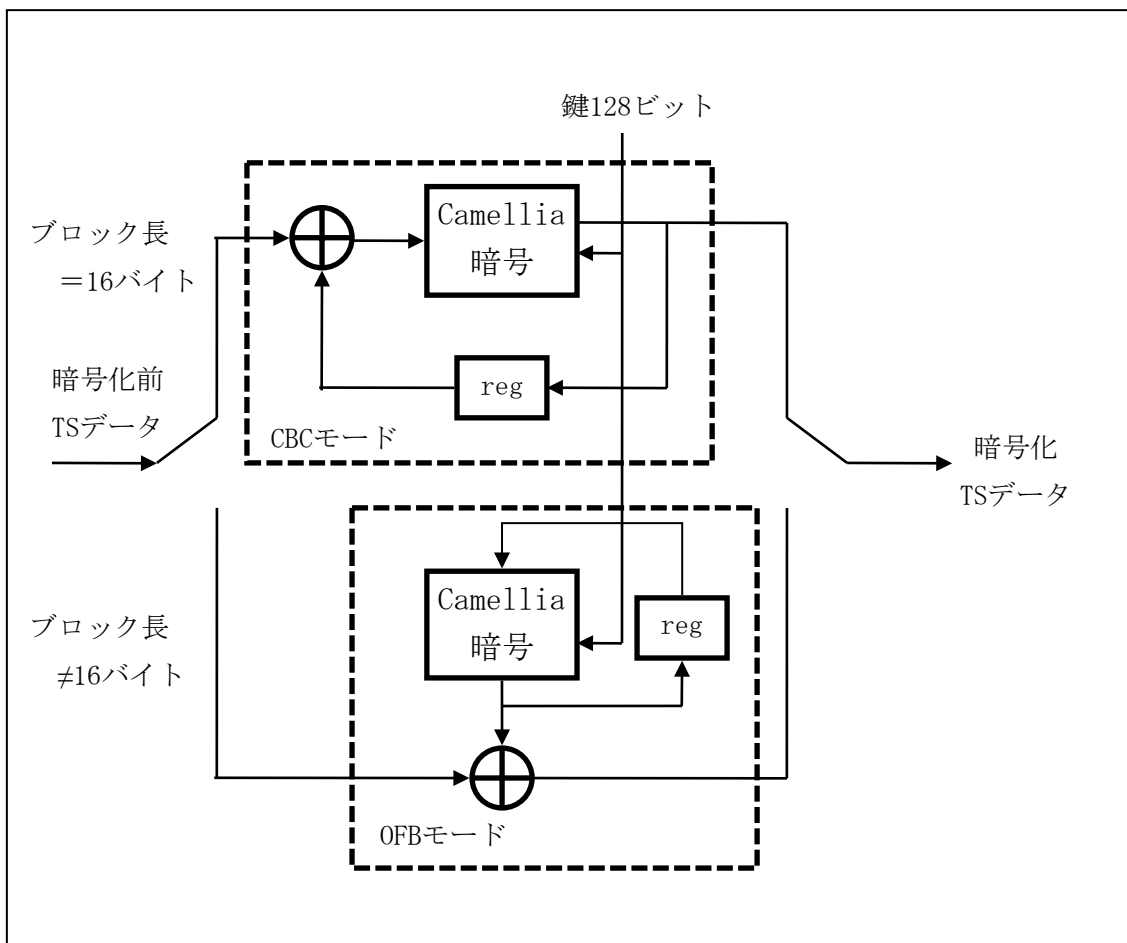 鍵128ビット
ブロック長
＝16バイト
Camellia
暗号
暗号化前
TSデータ
reg
CBCモード
暗号化
TSデータ
ブロック長
≠16バイト
Camellia
暗号
reg
OFBモード